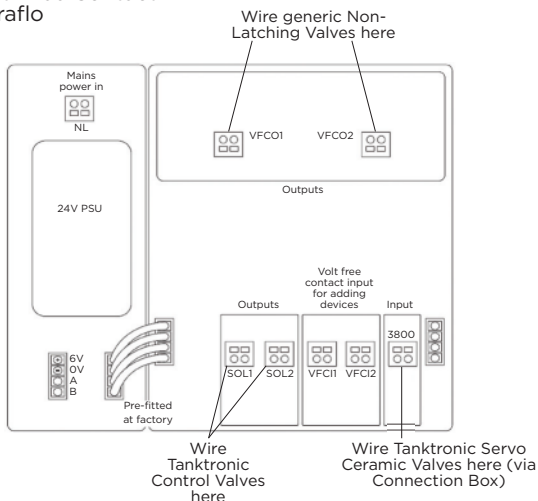 raflo
Wire generic Non-
Latching Valves here
Mains
power in
NL
VFCO1
VFCO2
Outputs
24V PSU
Volt free
contact input
for adding
devices
Outputs
Input
3800
SOL1
SOL2
VFCI1
VFCI2
6V
0V
A
B
Pre-fitted
at factory
Wire
Tanktronic
Control Valves
here
Wire Tanktronic Servo
Ceramic Valves here (via
Connection Box)